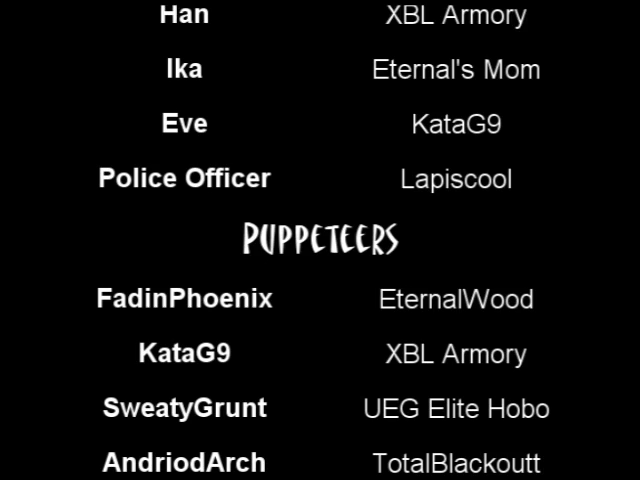 Han XBL Armory
Ika Eternal's Mom
Eve KataG9
Police Officer Lapiscool
PUPPETEERS
FadinPhoenix EternalWood
KataG9 XBL Armory
SweatyGrunt UEG Elite Hobo
AndriodArch TotalBlackoutt